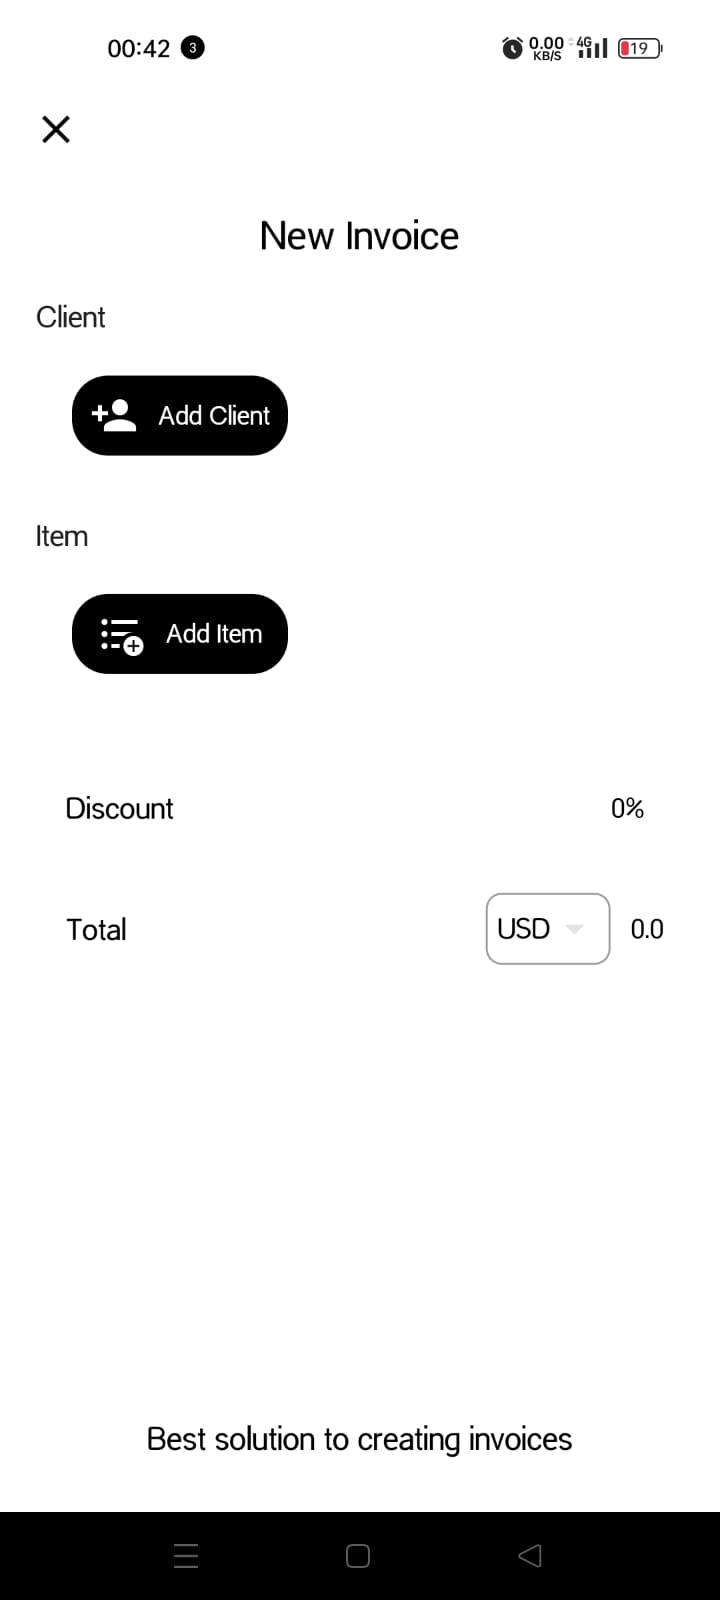 00:42 3 0.00 KB/S 4G 19
New Invoice
Client
Add Client
Item
Add Item
Discount 0%
Total USD 0.0
Best solution to creating invoices